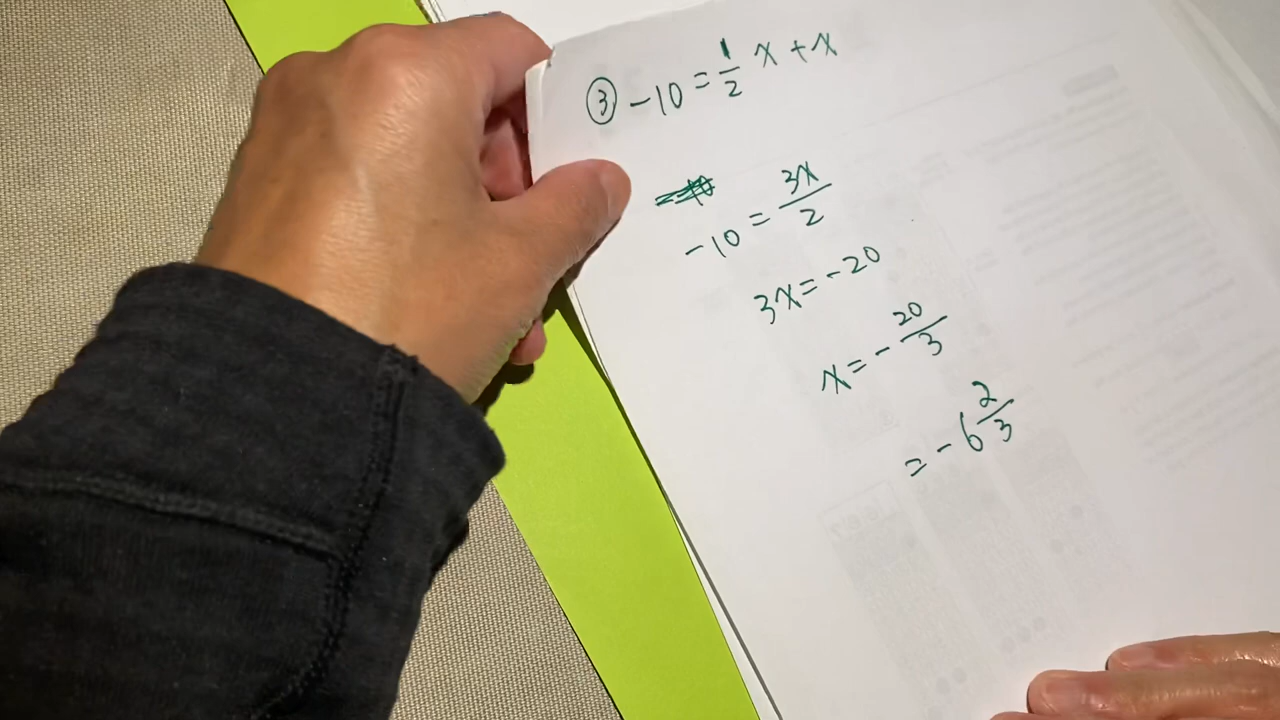 ③ -10 = 1/2 x + x
-10 = 3x/2
3x = -20
x = - 20/3
= - 6 2/3